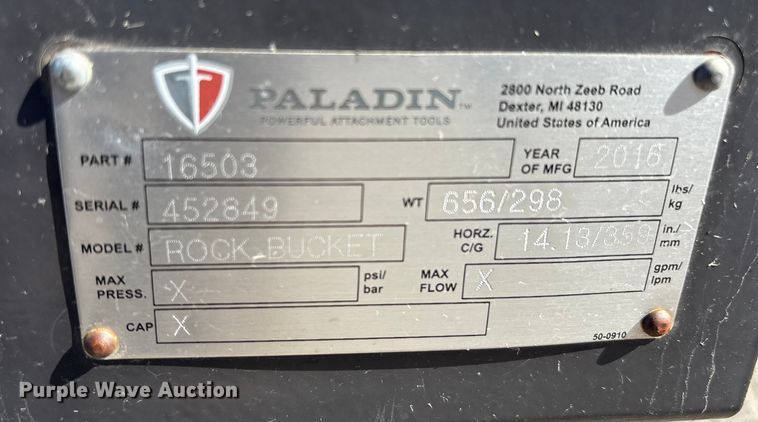 PALADIN™
POWERFUL ATTACHMENT TOOLS
2800 North Zeeb Road
Dexter, MI 48130
United States of America
PART # 16503
YEAR OF MFG 2016
SERIAL # 452849
WT 656/298 lbs/kg
MODEL # ROCK BUCKET
HORZ. C/G 14.13/359 in./mm
MAX PRESS. X psi/bar
MAX FLOW X gpm/lpm
CAP X
50-0910
Purple Wave Auction